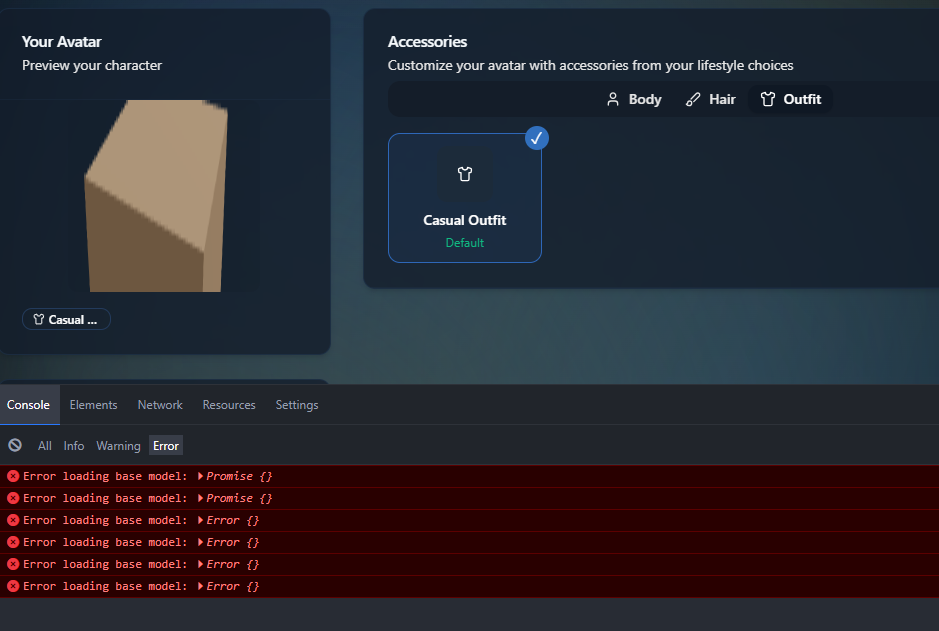 Your Avatar
Preview your character
Casual ...
Accessories
Customize your avatar with accessories from your lifestyle choices
Body Hair Outfit
Casual Outfit
Default
Console Elements Network Resources Settings
All Info Warning Error
Error loading base model: Promise {}
Error loading base model: Promise {}
Error loading base model: Error {}
Error loading base model: Error {}
Error loading base model: Error {}
Error loading base model: Error {}